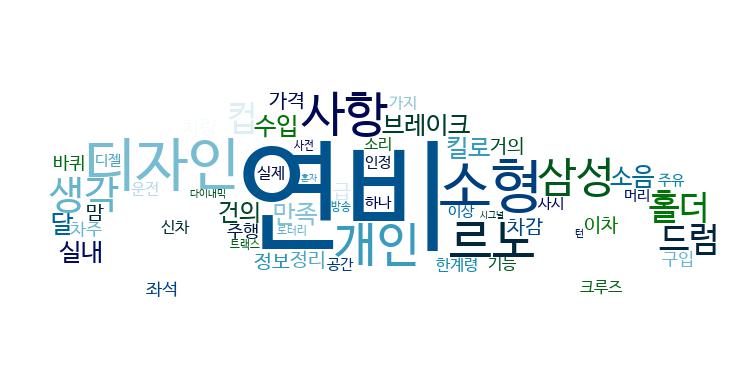 가격
사항
가지
컵
수입
브레이크
소리
사전
킬로
거의
바퀴
디젤
디자인
연비
실제
인정
소형
삼성
소음
주유
생각
운전
다이내믹
혼자
급
하나
방송
머리
홀더
달
맘
건의
만족
이상
시그널
사시
차주
신차
주행
로터리
개인
르노
차감
턴
이차
드럼
실내
트랙스
정보
정리
공간
한계령
기능
구입
좌석
크루즈